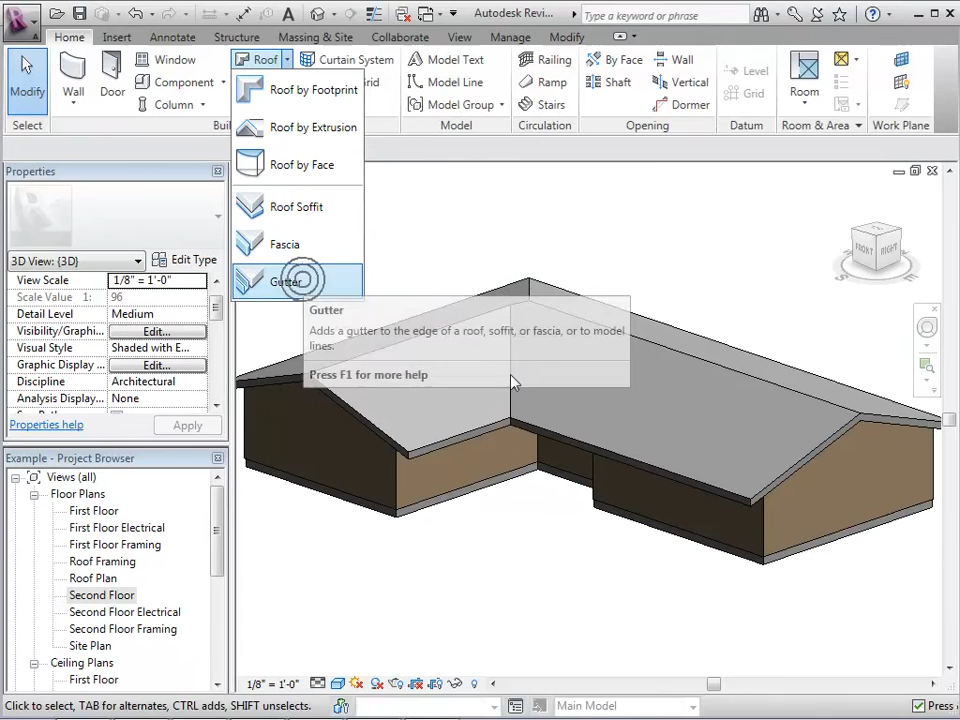 Autodesk Revi...
Type a keyword or phrase
Home Insert Annotate Structure Massing & Site Collaborate View Manage Modify
Modify
Wall
Door
Window
Component
Column
Roof
Curtain System
Model Text
Model Line
Model Group
Railing
Ramp
Stairs
By Face
Shaft
Wall
Vertical
Dormer
Level
Grid
Room
Select
Model
Circulation
Opening
Datum
Room & Area
Work Plane
Roof by Footprint
Roof by Extrusion
Roof by Face
Roof Soffit
Fascia
Gutter
Gutter
Adds a gutter to the edge of a roof, soffit, or fascia, or to model
lines.
Press F1 for more help
FRONT RIGHT
Properties
3D View: {3D}
Edit Type
View Scale 1/8" = 1'-0"
Scale Value 1: 96
Detail Level Medium
Visibility/Graphi... Edit...
Visual Style Shaded with E...
Graphic Display ... Edit...
Discipline Architectural
Analysis Display... None
Properties help
Apply
Example - Project Browser
Views (all)
Floor Plans
First Floor
First Floor Electrical
First Floor Framing
Roof Framing
Roof Plan
Second Floor
Second Floor Electrical
Second Floor Framing
Site Plan
Ceiling Plans
First Floor
1/8" = 1'-0"
Click to select, TAB for alternates, CTRL adds, SHIFT unselects.
Main Model
Press